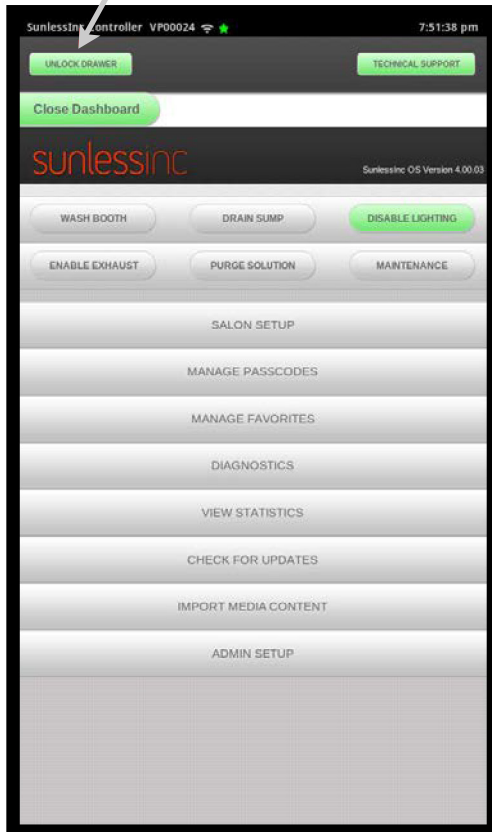 SunlessInc Controller VP00024 7:51:38 pm
UNLOCK DRAWER TECHNICAL SUPPORT
Close Dashboard
sunlessinc
Sunlessinc OS Version 4.00.03
WASH BOOTH DRAIN SUMP DISABLE LIGHTING
ENABLE EXHAUST PURGE SOLUTION MAINTENANCE
SALON SETUP
MANAGE PASSCODES
MANAGE FAVORITES
DIAGNOSTICS
VIEW STATISTICS
CHECK FOR UPDATES
IMPORT MEDIA CONTENT
ADMIN SETUP